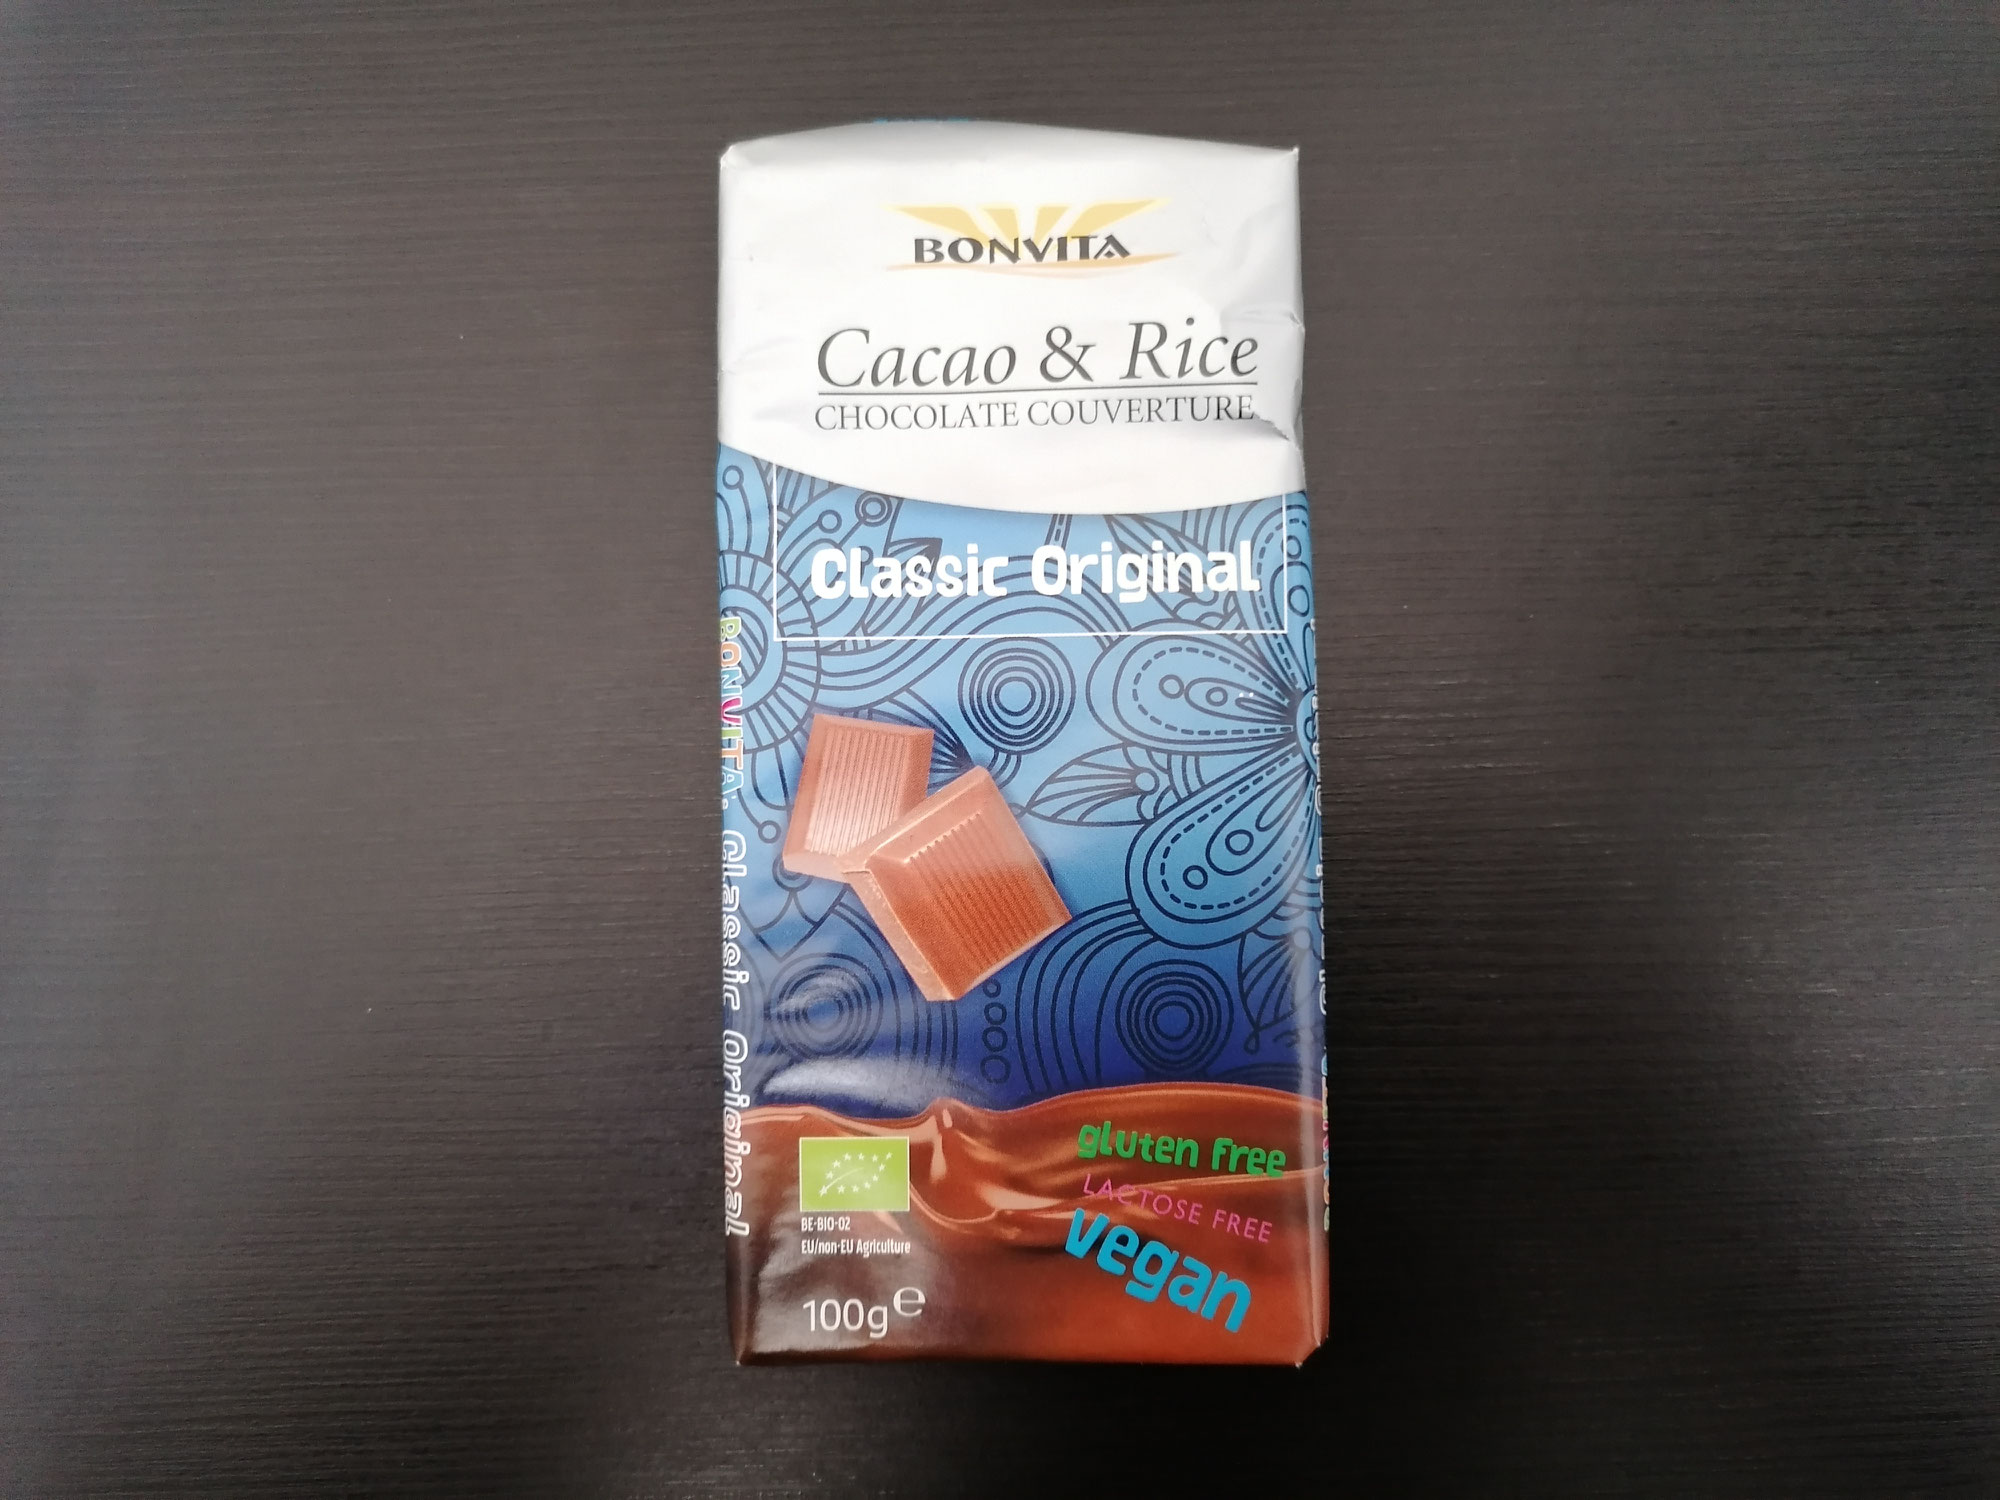 BONVITA
Cacao & Rice
CHOCOLATE COUVERTURE
Classic Original
BONVITA. Classic Original
gluten free
LACTOSE FREE
vegan
BE-BIO-02
EU/non-EU Agriculture
100g e